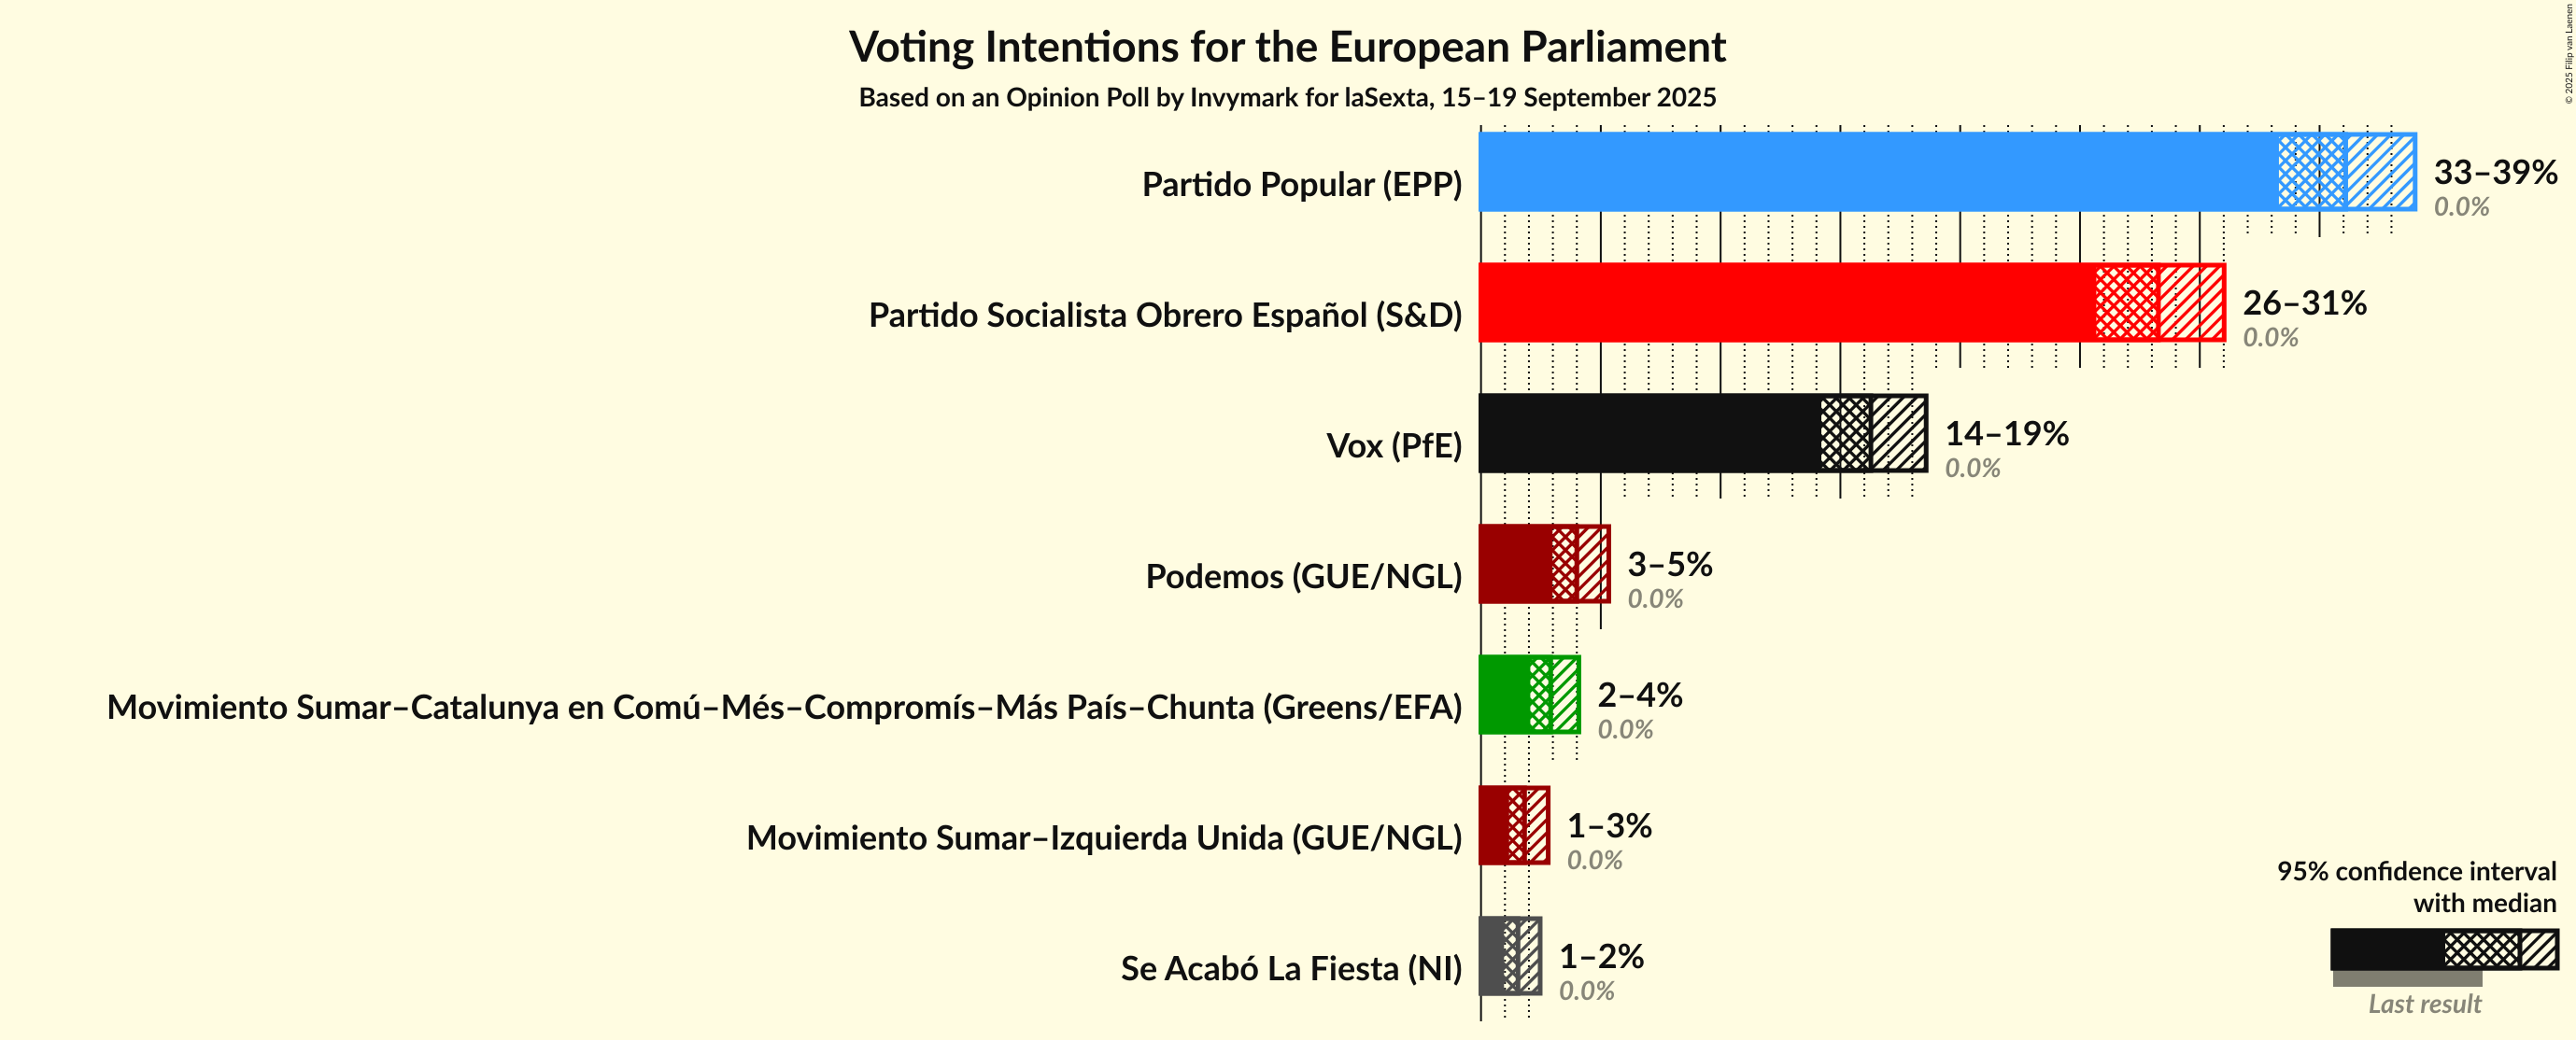 Voting Intentions for the European Parliament
Based on an Opinion Poll by Invymark for laSexta, 15–19 September 2025
© 2025 Filip van Laenen
Partido Popular (EPP)
33–39%
0.0%
Partido Socialista Obrero Español (S&D)
26–31%
0.0%
Vox (PfE)
14–19%
0.0%
Podemos (GUE/NGL)
3–5%
0.0%
Movimiento Sumar–Catalunya en Comú–Més–Compromís–Más País–Chunta (Greens/EFA)
2–4%
0.0%
Movimiento Sumar–Izquierda Unida (GUE/NGL)
1–3%
0.0%
Se Acabó La Fiesta (NI)
1–2%
0.0%
95% confidence interval
with median
Last result